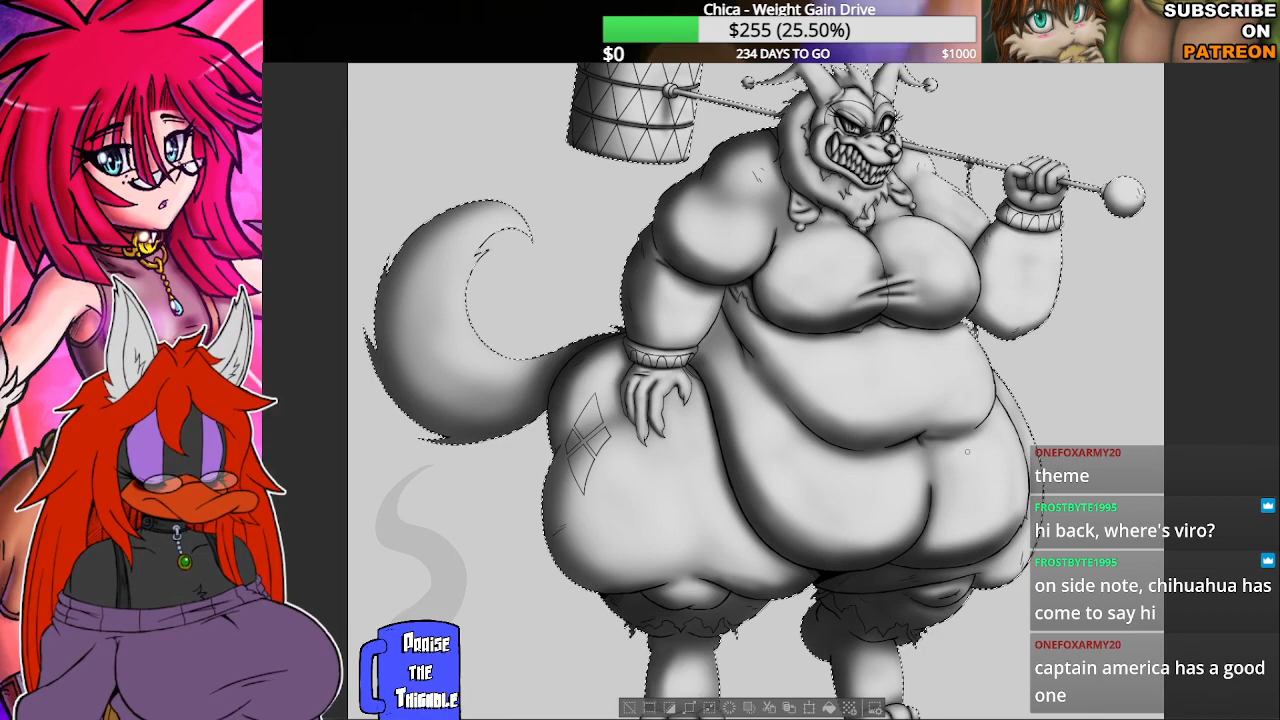 Chica - Weight Gain Drive
$255 (25.50%)
$0
234 DAYS TO GO
$1000
SUBSCRIBE
ON
PATREON
ONEFOXARMY20
theme
FROSTBYTE1995
hi back, where's viro?
FROSTBYTE1995
on side note, chihuahua has
come to say hi
ONEFOXARMY20
captain america has a good
one
PRAISE
THE
THIGHBLE